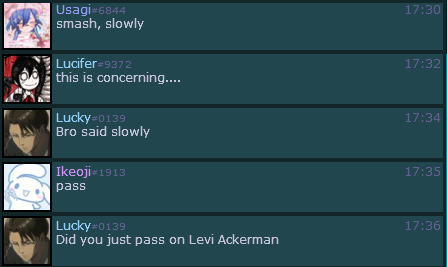 Usagi#6844 17:30
smash, slowly
Lucifer#9372 17:32
this is concerning....
Lucky#0139 17:34
Bro said slowly
Ikeoji#1913 17:35
pass
Lucky#0139 17:36
Did you just pass on Levi Ackerman